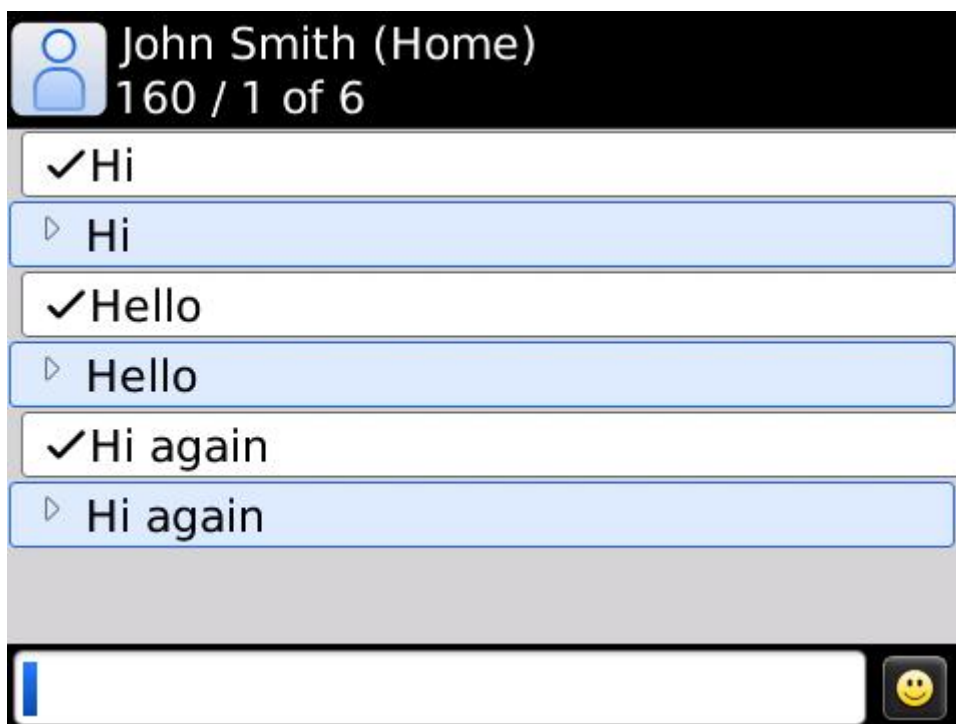 John Smith (Home)
160 / 1 of 6
Hi
Hi
Hello
Hello
Hi again
Hi again